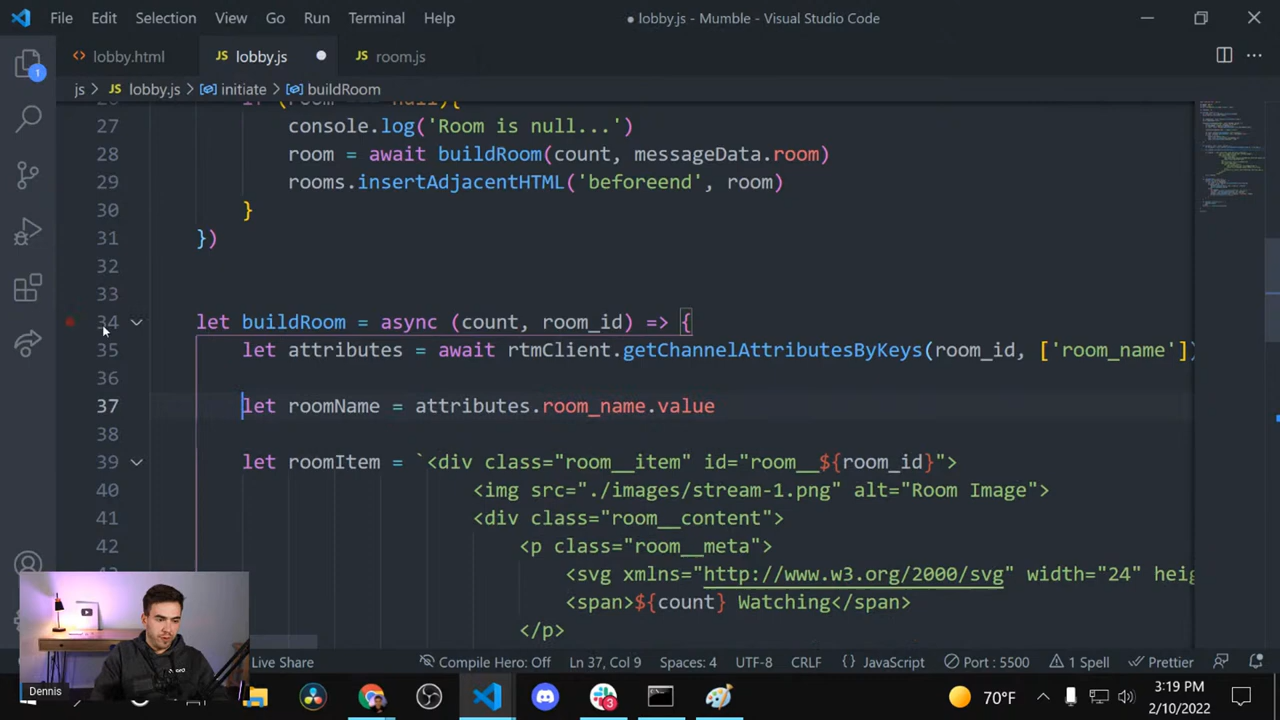 File Edit Selection View Go Run Terminal Help ● lobby.js - Mumble - Visual Studio Code
lobby.html JS lobby.js JS room.js
js > JS lobby.js > initiate > buildRoom
27 console.log('Room is null...')
28 room = await buildRoom(count, messageData.room)
29 rooms.insertAdjacentHTML('beforeend', room)
30 }
31 })
32
33
34 let buildRoom = async (count, room_id) => {
35 let attributes = await rtmClient.getChannelAttributesByKeys(room_id, ['room_name'])
36
37 let roomName = attributes.room_name.value
38
39 let roomItem = `<div class="room__item" id="room__${room_id}">
40 <img src="./images/stream-1.png" alt="Room Image">
41 <div class="room__content">
42 <p class="room__meta">
<svg xmlns="http://www.w3.org/2000/svg" width="24" heig
<span>${count} Watching</span>
</p>
Live Share Compile Hero: Off Ln 37, Col 9 Spaces: 4 UTF-8 CRLF {} JavaScript Port : 5500 1 Spell Prettier
Dennis
1
3
70°F
3:19 PM
2/10/2022